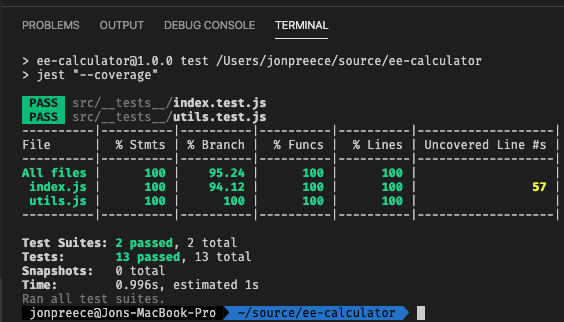 PROBLEMS OUTPUT DEBUG CONSOLE TERMINAL
> ee-calculator@1.0.0 test /Users/jonpreece/source/ee-calculator
> jest "--coverage"
PASS src/__tests__/index.test.js
PASS src/__tests__/utils.test.js
----------|----------|----------|----------|----------|-------------------|
File | % Stmts | % Branch | % Funcs | % Lines | Uncovered Line #s |
----------|----------|----------|----------|----------|-------------------|
All files | 100 | 95.24 | 100 | 100 | |
index.js | 100 | 94.12 | 100 | 100 | 57 |
utils.js | 100 | 100 | 100 | 100 | |
----------|----------|----------|----------|----------|-------------------|
Test Suites: 2 passed, 2 total
Tests: 13 passed, 13 total
Snapshots: 0 total
Time: 0.996s, estimated 1s
Ran all test suites.
jonpreece@Jons-MacBook-Pro ~/source/ee-calculator